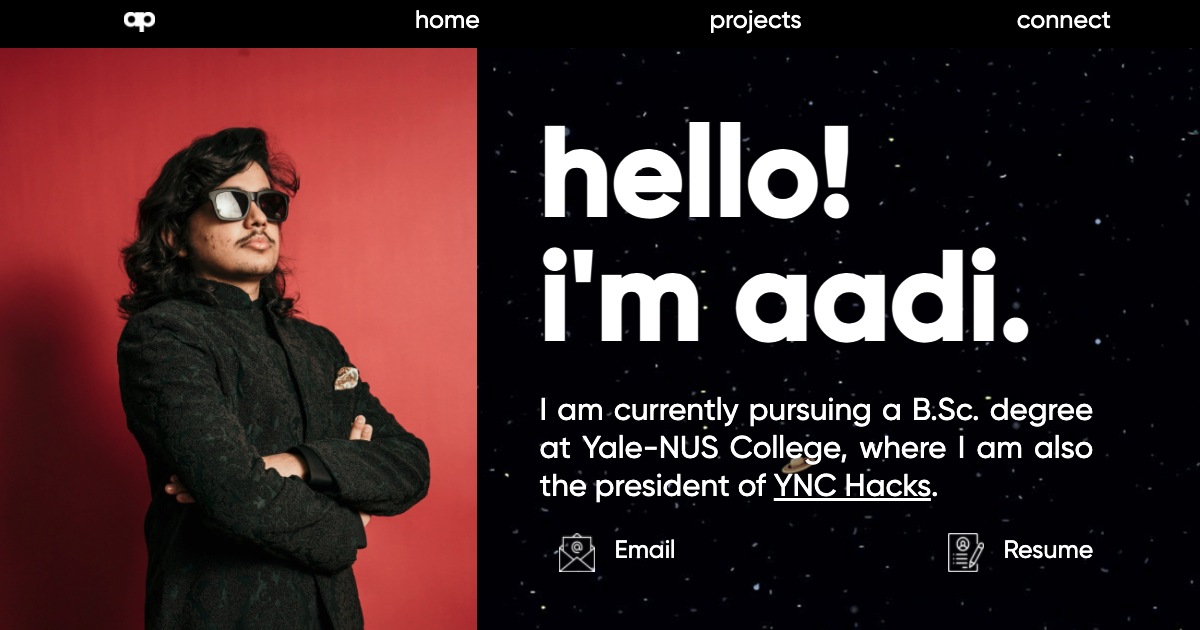 ap
home
projects
connect
hello!
i'm aadi.
I am currently pursuing a B.Sc. degree
at Yale-NUS College, where I am also
the president of YNC Hacks.
Email
Resume